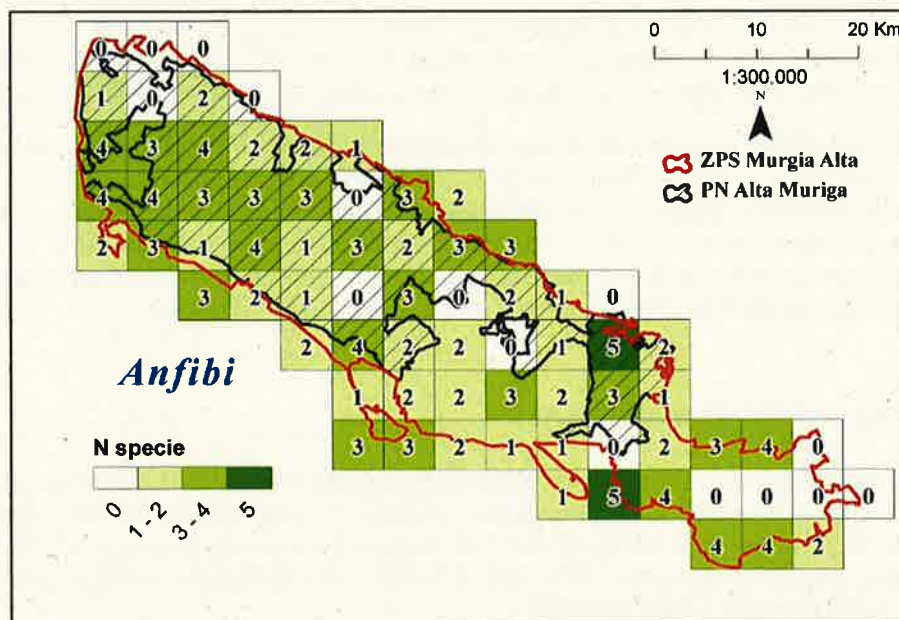 0 10 20 Km
1:300,000
N
ZPS Murgia Alta
PN Alta Muriga
0 0 0
1 0 2 0
4 3 4 2 2 1
4 4 3 3 3 0 3 2
2 3 1 4 1 3 2 3 3
3 2 1 0 3 0 2 1 0
2 4 2 2 0 1 5 2
Anfibi
1 2 2 3 2 3 1
3 3 2 1 1 0 2 3 4 0
N specie
1 5 4 0 0 0 0
0 1 - 2 3 - 4 5
4 4 2